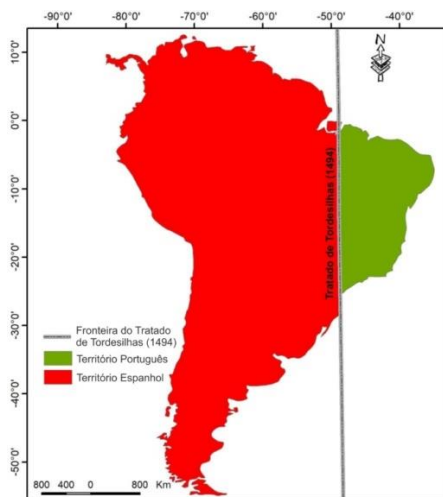 -90°0' -80°0' -70°0' -60°0' -50°0' -40°0'
N
10°0'
0°0'
-10°0'
-20°0'
-30°0'
-40°0'
-50°0'
Tratado de Tordesilhas (1494)
Fronteira do Tratado
de Tordesilhas (1494)
Território Português
Território Espanhol
800 400 0 800 Km